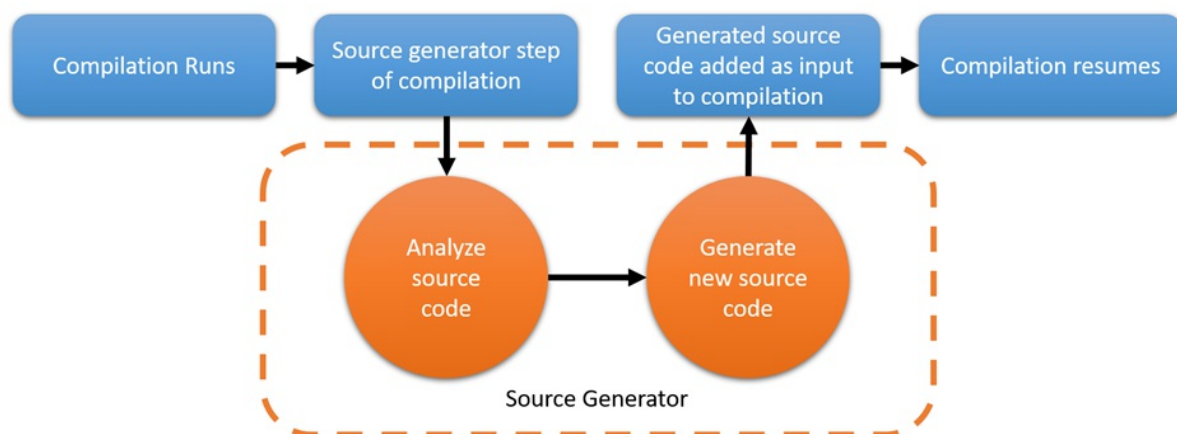 Compilation Runs
Source generator step
of compilation
Generated source
code added as input
to compilation
Compilation resumes
Analyze
source
code
Generate
new source
code
Source Generator